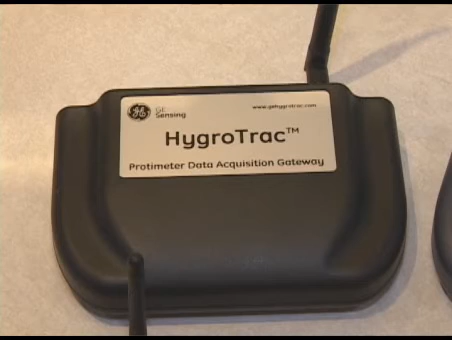 GE
Sensing
www.gehygrotrac.com
HygroTrac™
Protimeter Data Acquisition Gateway